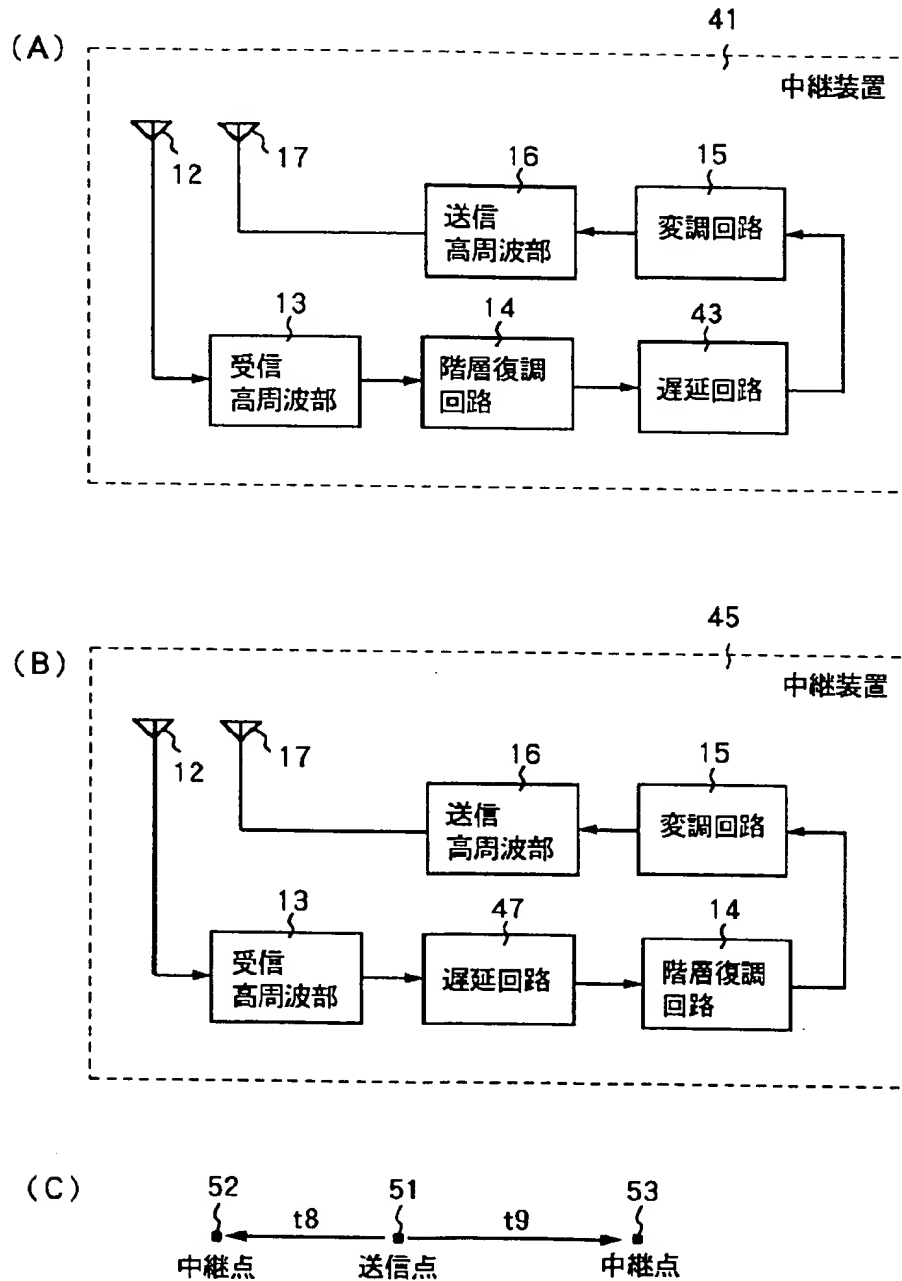 (A)
41
中継装置
12
17
16
送信
高周波部
15
変調回路
13
受信
高周波部
14
階層復調
回路
43
遅延回路
(B)
45
中継装置
12
17
16
送信
高周波部
15
変調回路
13
受信
高周波部
47
遅延回路
14
階層復調
回路
(C)
52
51
53
t8
t9
中継点
送信点
中継点